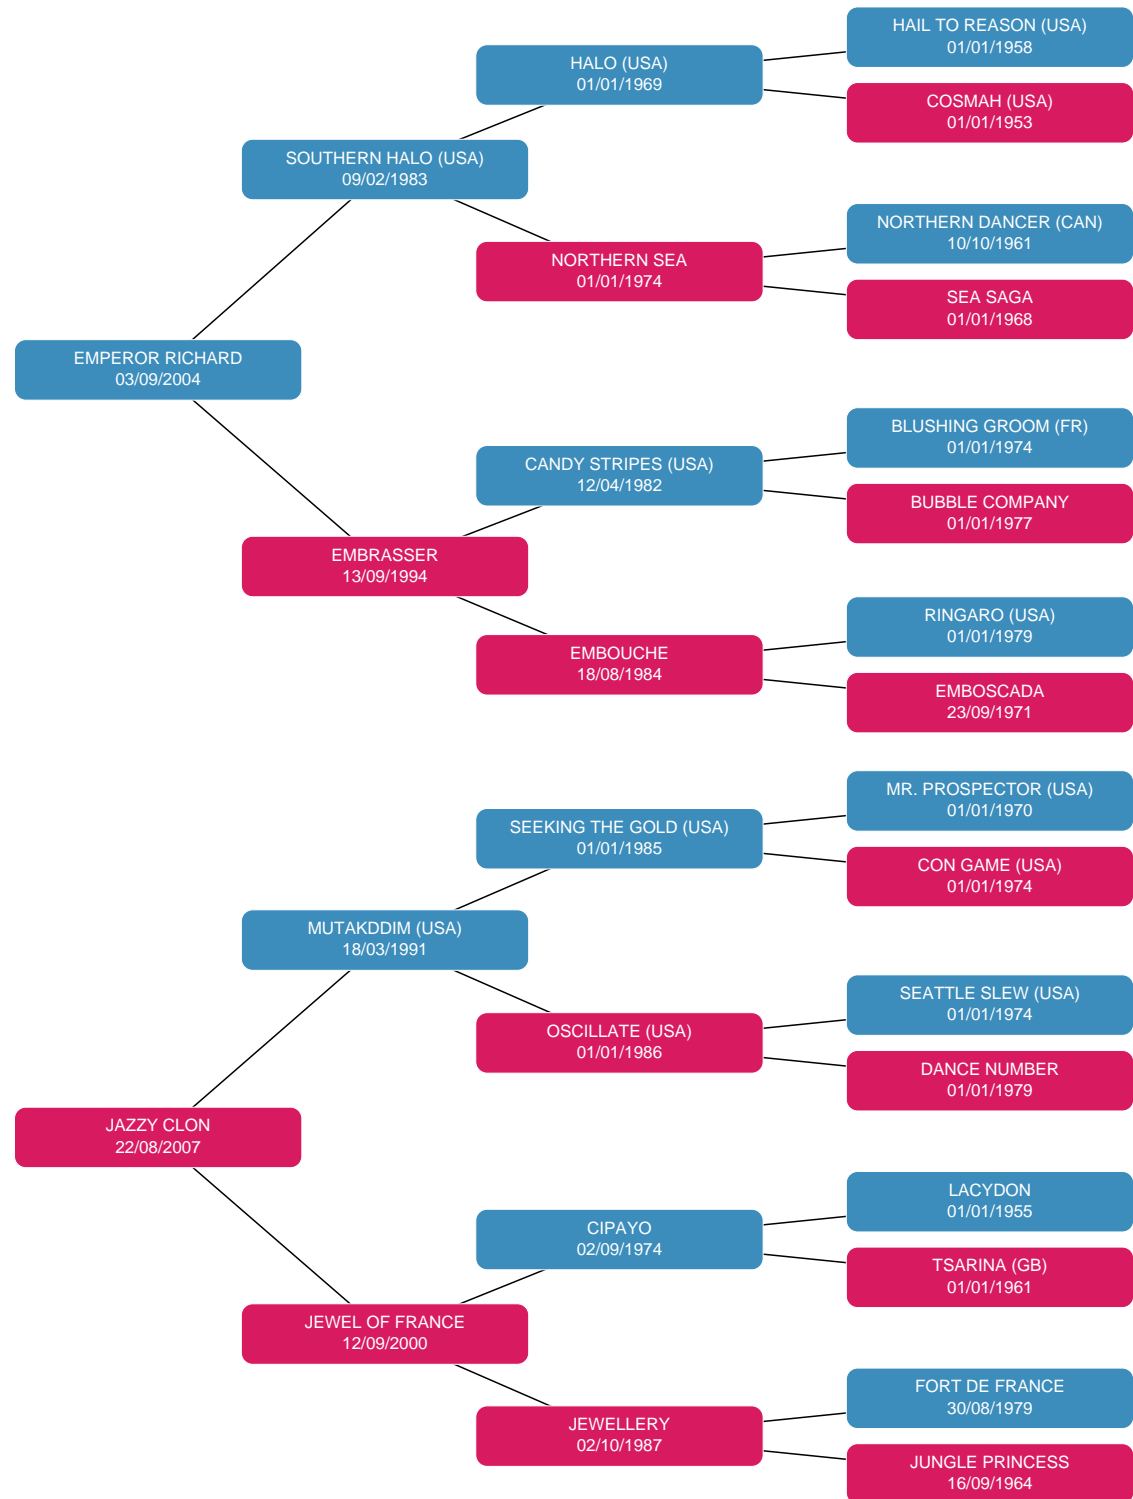 HAIL TO REASON (USA)
01/01/1958
HALO (USA)
01/01/1969
COSMAH (USA)
01/01/1953
SOUTHERN HALO (USA)
09/02/1983
NORTHERN DANCER (CAN)
10/10/1961
NORTHERN SEA
01/01/1974
SEA SAGA
01/01/1968
EMPEROR RICHARD
03/09/2004
BLUSHING GROOM (FR)
01/01/1974
CANDY STRIPES (USA)
12/04/1982
BUBBLE COMPANY
01/01/1977
EMBRASSER
13/09/1994
RINGARO (USA)
01/01/1979
EMBOUCHE
18/08/1984
EMBOSCADA
23/09/1971
MR. PROSPECTOR (USA)
01/01/1970
SEEKING THE GOLD (USA)
01/01/1985
CON GAME (USA)
01/01/1974
MUTAKDDIM (USA)
18/03/1991
SEATTLE SLEW (USA)
01/01/1974
OSCILLATE (USA)
01/01/1986
DANCE NUMBER
01/01/1979
JAZZY CLON
22/08/2007
LACYDON
01/01/1955
CIPAYO
02/09/1974
TSARINA (GB)
01/01/1961
JEWEL OF FRANCE
12/09/2000
FORT DE FRANCE
30/08/1979
JEWELLERY
02/10/1987
JUNGLE PRINCESS
16/09/1964